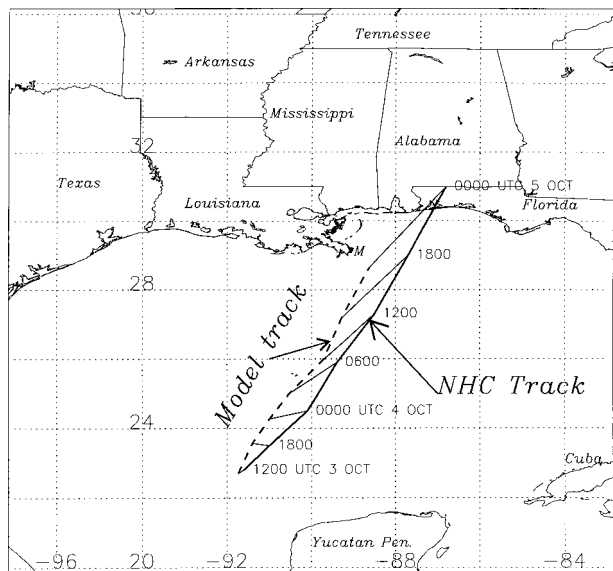 36
Tennessee
Arkansas
Mississippi
32
Alabama
Texas
Louisiana
0000 UTC 5 OCT
Florida
M
1800
28
1200
Model track
0600
NHC Track
24
0000 UTC 4 OCT
1800
1200 UTC 3 OCT
Cuba
Yucatan Pen.
-96
20
-92
-88
-84